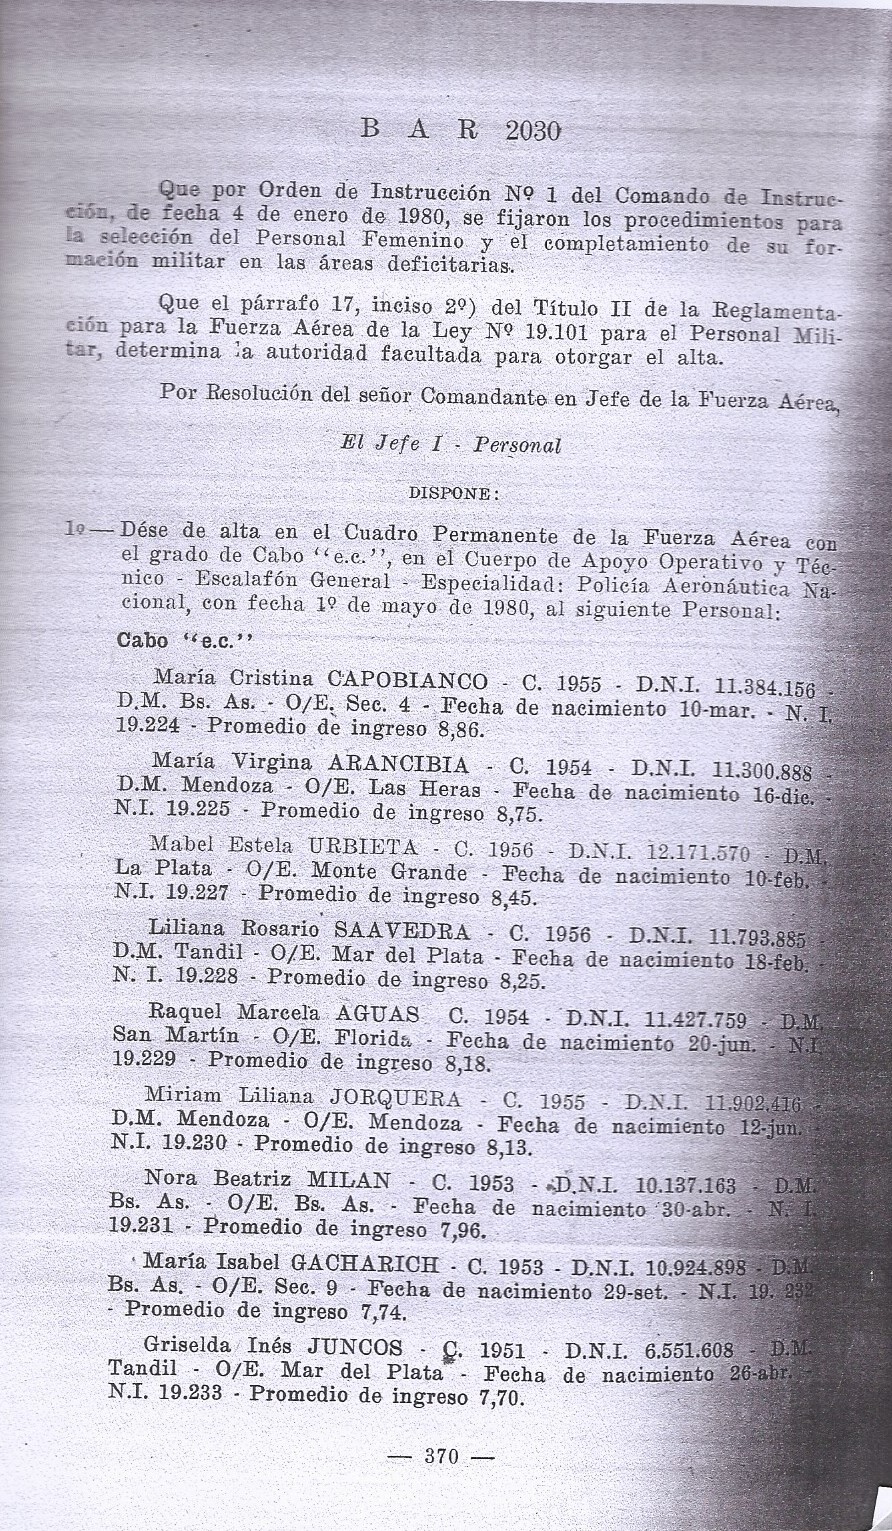 B A R 2030
Que por Orden de Instrucción Nº 1 del Comando de Instruc-
ción, de fecha 4 de enero de 1980, se fijaron los procedimientos para
la selección del Personal Femenino y el completamiento de su for-
mación militar en las áreas deficitarias.
Que el párrafo 17, inciso 2º) del Título II de la Reglamenta-
ción para la Fuerza Aérea de la Ley Nº 19.101 para el Personal Mili-
tar, determina la autoridad facultada para otorgar el alta.
Por Resolución del señor Comandante en Jefe de la Fuerza Aérea,
El Jefe I - Personal
DISPONE:
1º — Dése de alta en el Cuadro Permanente de la Fuerza Aérea con
el grado de Cabo “e.c.”, en el Cuerpo de Apoyo Operativo y Téc-
nico - Escalafón General - Especialidad: Policía Aeronáutica Na-
cional, con fecha 1º de mayo de 1980, al siguiente Personal:
Cabo “e.c.”
María Cristina CAPOBIANCO - C. 1955 - D.N.I. 11.384.156 -
D.M. Bs. As. - O/E. Sec. 4 - Fecha de nacimiento 10-mar. - N. I.
19.224 - Promedio de ingreso 8,86.
María Virgina ARANCIBIA - C. 1954 - D.N.I. 11.300.888 -
D.M. Mendoza - O/E. Las Heras - Fecha de nacimiento 16-dic. -
N.I. 19.225 - Promedio de ingreso 8,75.
Mabel Estela URBIETA - C. 1956 - D.N.I. 12.171.570 - D.M.
La Plata - O/E. Monte Grande - Fecha de nacimiento 10-feb. -
N.I. 19.227 - Promedio de ingreso 8,45.
Liliana Rosario SAAVEDRA - C. 1956 - D.N.I. 11.793.885 -
D.M. Tandil - O/E. Mar del Plata - Fecha de nacimiento 18-feb. -
N. I. 19.228 - Promedio de ingreso 8,25.
Raquel Marcela AGUAS C. 1954 - D.N.I. 11.427.759 - D.M.
San Martín - O/E. Florida - Fecha de nacimiento 20-jun. - N.I.
19.229 - Promedio de ingreso 8,18.
Miriam Liliana JORQUERA - C. 1955 - D.N.I. 11.902.416 -
D.M. Mendoza - O/E. Mendoza - Fecha de nacimiento 12-jun. -
N.I. 19.230 - Promedio de ingreso 8,13.
Nora Beatriz MILAN - C. 1953 - D.N.I. 10.137.163 - D.M.
Bs. As. - O/E. Bs. As. - Fecha de nacimiento 30-abr. - N. I.
19.231 - Promedio de ingreso 7,96.
María Isabel GACHARICH - C. 1953 - D.N.I. 10.924.898 - D.M.
Bs. As. - O/E. Sec. 9 - Fecha de nacimiento 29-set. - N.I. 19. 232
- Promedio de ingreso 7,74.
Griselda Inés JUNCOS - C. 1951 - D.N.I. 6.551.608 - D.M.
Tandil - O/E. Mar del Plata - Fecha de nacimiento 26-abr. -
N.I. 19.233 - Promedio de ingreso 7,70.
— 370 —